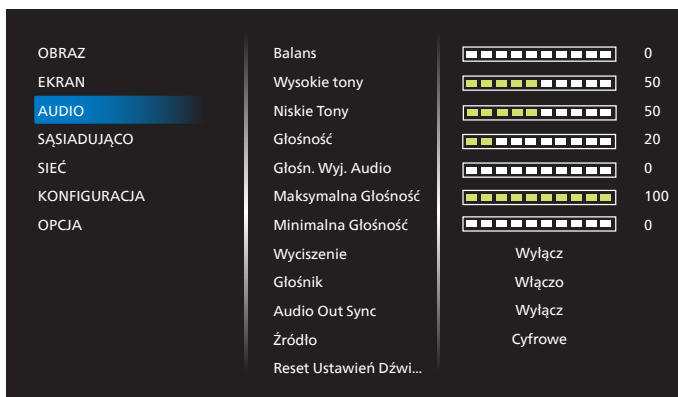 OBRAZ
EKRAN
AUDIO
SĄSIADUJĄCO
SIEĆ
KONFIGURACJA
OPCJA
Balans 0
Wysokie tony 50
Niskie Tony 50
Głośność 20
Głośn. Wyj. Audio 0
Maksymalna Głośność 100
Minimalna Głośność 0
Wyciszenie Wyłącz
Głośnik Włączo
Audio Out Sync Wyłącz
Źródło Cyfrowe
Reset Ustawień Dźwi...